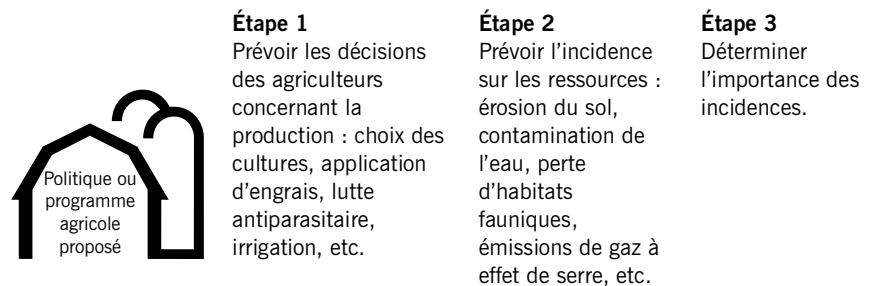 Politique ou
programme
agricole
proposé
Étape 1
Prévoir les décisions
des agriculteurs
concernant la
production : choix des
cultures, application
d’engrais, lutte
antiparasitaire,
irrigation, etc.
Étape 2
Prévoir l’incidence
sur les ressources :
érosion du sol,
contamination de
l’eau, perte
d’habitats
fauniques,
émissions de gaz à
effet de serre, etc.
Étape 3
Déterminer
l’importance des
incidences.